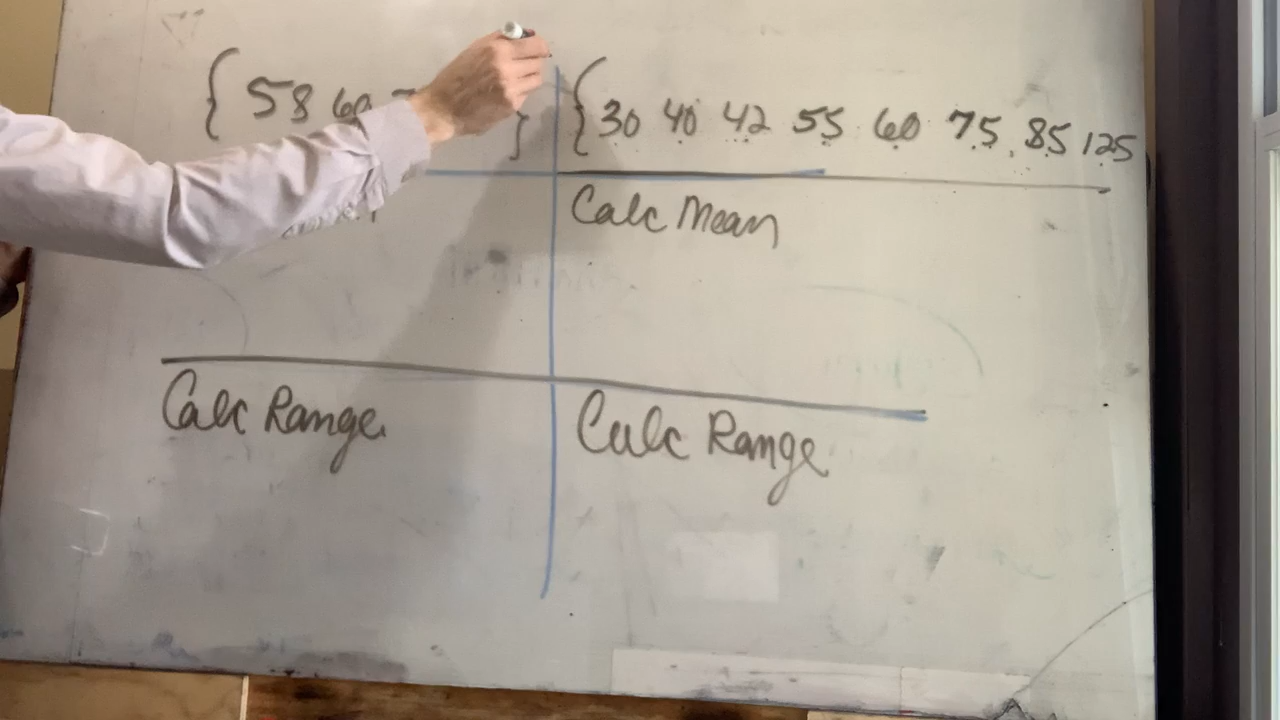 { 58 60 }
{ 30 40 42 55 60 75 85 125
Calc Mean
Calc Range
Calc Range